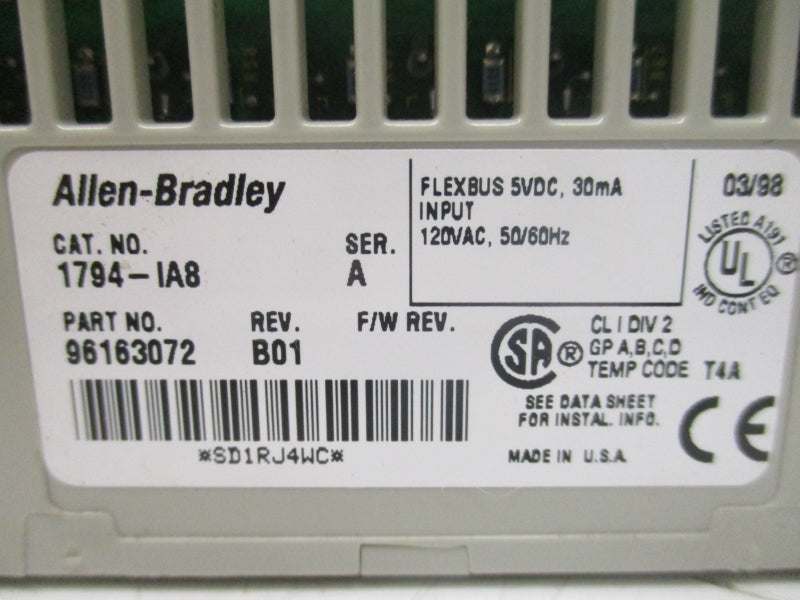 Allen-Bradley
CAT. NO.
SER.
1794-IA8
A
PART NO.
REV.
F/W REV.
96163072
B01
*SD1RJ4WC*
FLEXBUS 5VDC, 30mA
INPUT
120VAC, 50/60Hz
03/98
LISTED A197
UL ®
IND CONT EQ
SA ®
CL I DIV 2
GP A,B,C,D
TEMP CODE T4A
SEE DATA SHEET
FOR INSTAL. INFO.
MADE IN U.S.A.
CE